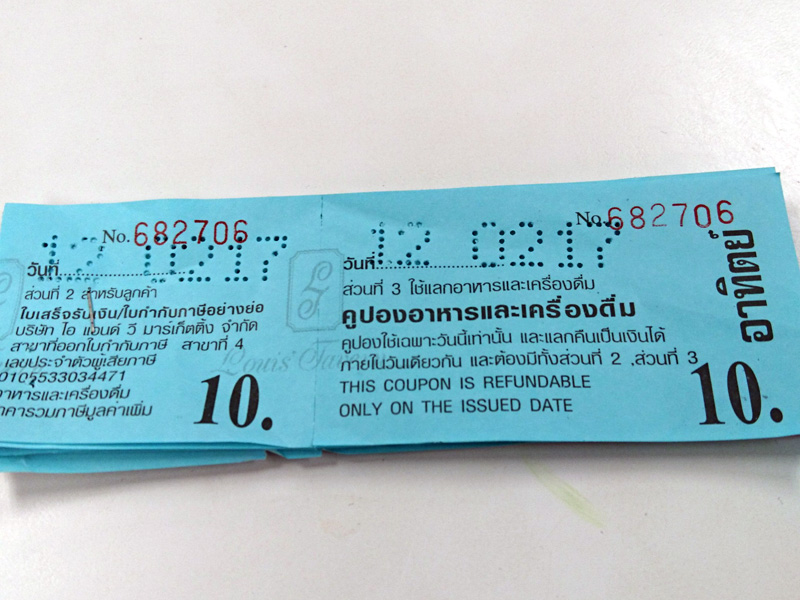 No. 682706
12 0217
วันที่
ส่วนที่ 2 สำหรับลูกค้า
ใบเสร็จรับเงิน/ใบกำกับภาษีอย่างย่อ
บริษัท ไอ แอนด์ วี มาร์เก็ตติ้ง จำกัด
สาขาที่ออกใบกำกับภาษี สาขาที่ 4
เลขประจำตัวผู้เสียภาษี
0105533034471
อาหารและเครื่องดื่ม
าคารวมภาษีมูลค่าเพิ่ม
10.
Louis'
No. 682706
12 0217
วันที่
ส่วนที่ 3 ใช้แลกอาหารและเครื่องดื่ม
คูปองอาหารและเครื่องดื่ม
คูปองใช้เฉพาะวันนี้เท่านั้น และแลกคืนเป็นเงินได้
ภายในวันเดียวกัน และต้องมีทั้งส่วนที่ 2 ,ส่วนที่ 3
THIS COUPON IS REFUNDABLE
ONLY ON THE ISSUED DATE
10.
อาทิตย์